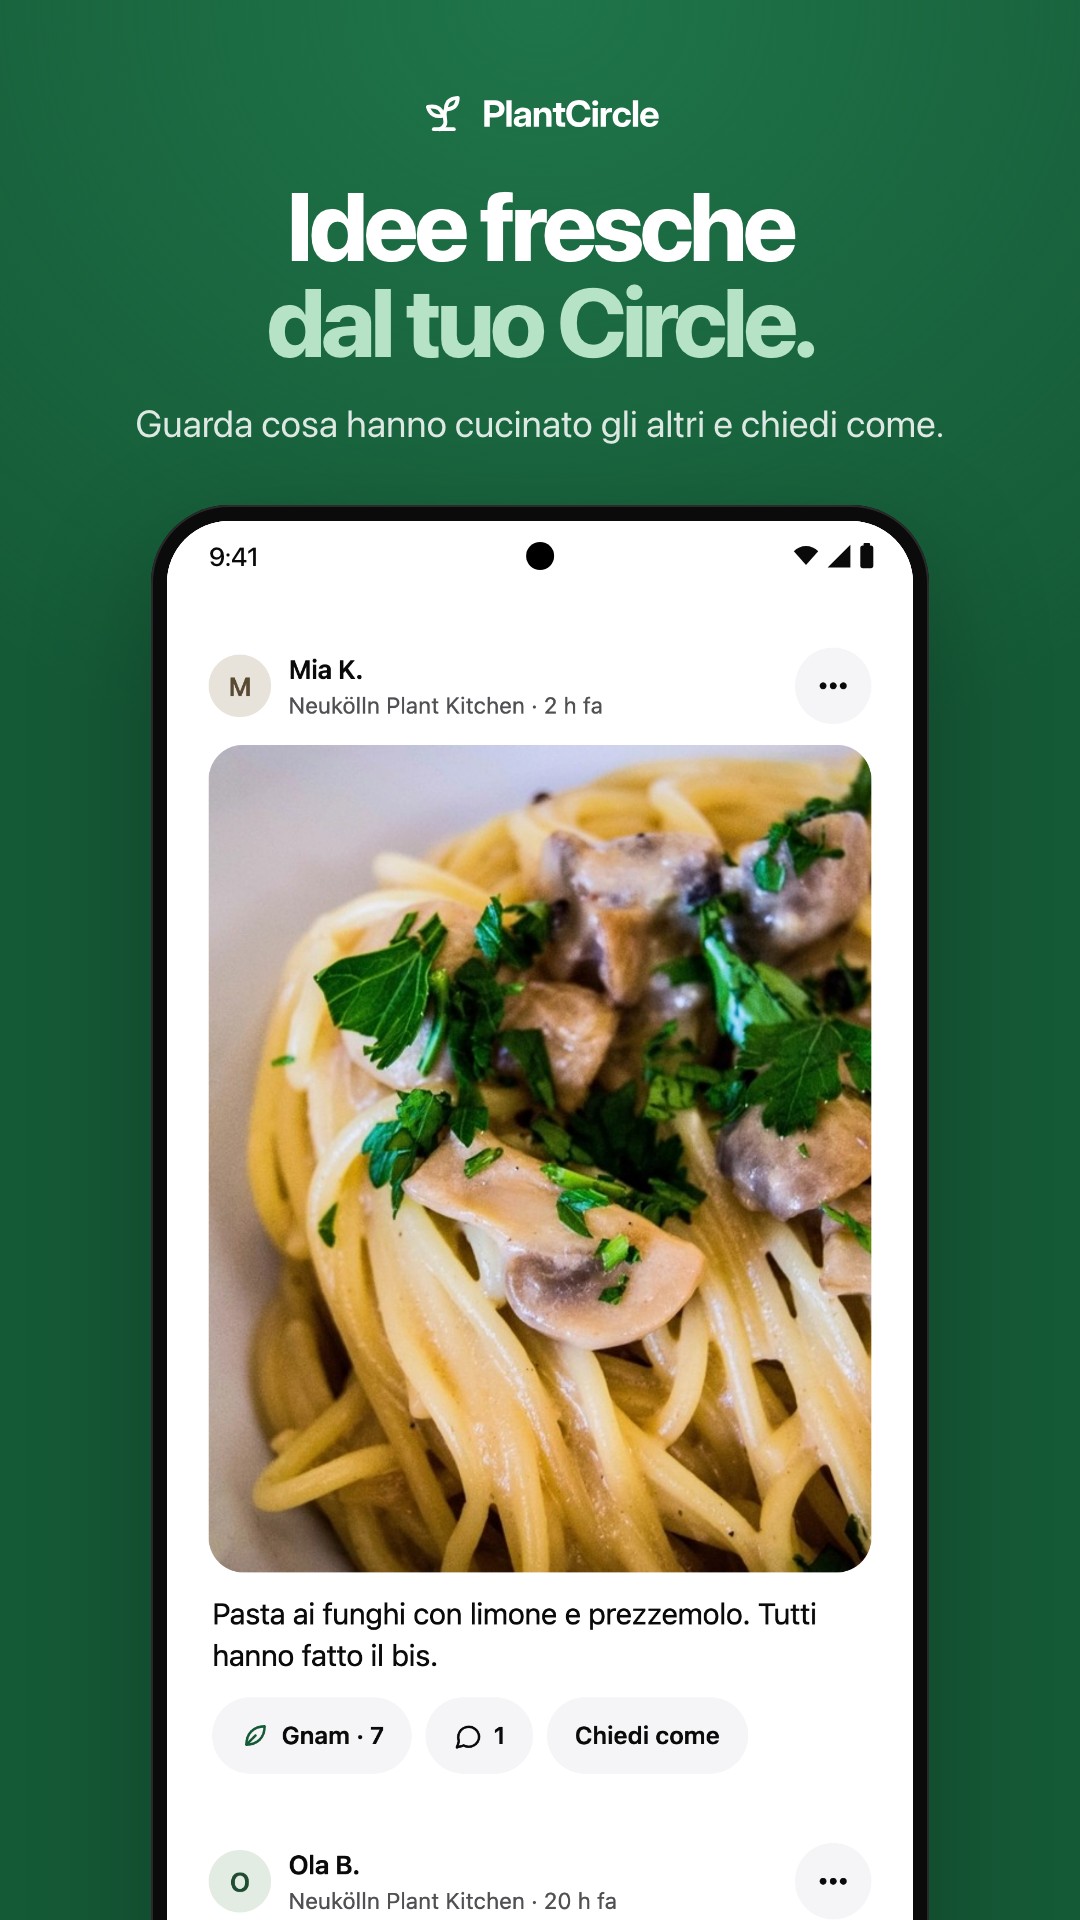 PlantCircle
Idee fresche
dal tuo Circle.
Guarda cosa hanno cucinato gli altri e chiedi come.
9:41
M
Mia K.
Neukölln Plant Kitchen · 2 h fa
Pasta ai funghi con limone e prezzemolo. Tutti
hanno fatto il bis.
Gnam · 7
1
Chiedi come
O
Ola B.
Neukölln Plant Kitchen · 20 h fa